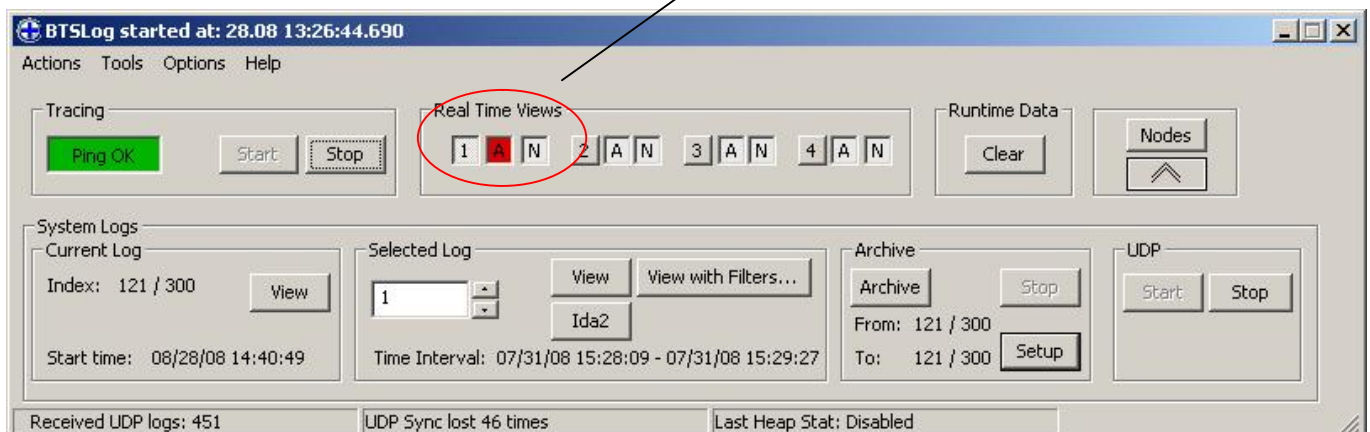 BTSLog started at: 28.08 13:26:44.690
Actions Tools Options Help
Tracing
Ping OK Start Stop
Real Time Views
1 A N 2 A N 3 A N 4 A N
Runtime Data
Clear
Nodes
System Logs
Current Log
Index: 121 / 300 View
Start time: 08/28/08 14:40:49
Selected Log
1 View View with Filters...
Ida2
Time Interval: 07/31/08 15:28:09 - 07/31/08 15:29:27
Archive
Archive Stop
From: 121 / 300
To: 121 / 300 Setup
UDP
Start Stop
Received UDP logs: 451 UDP Sync lost 46 times Last Heap Stat: Disabled